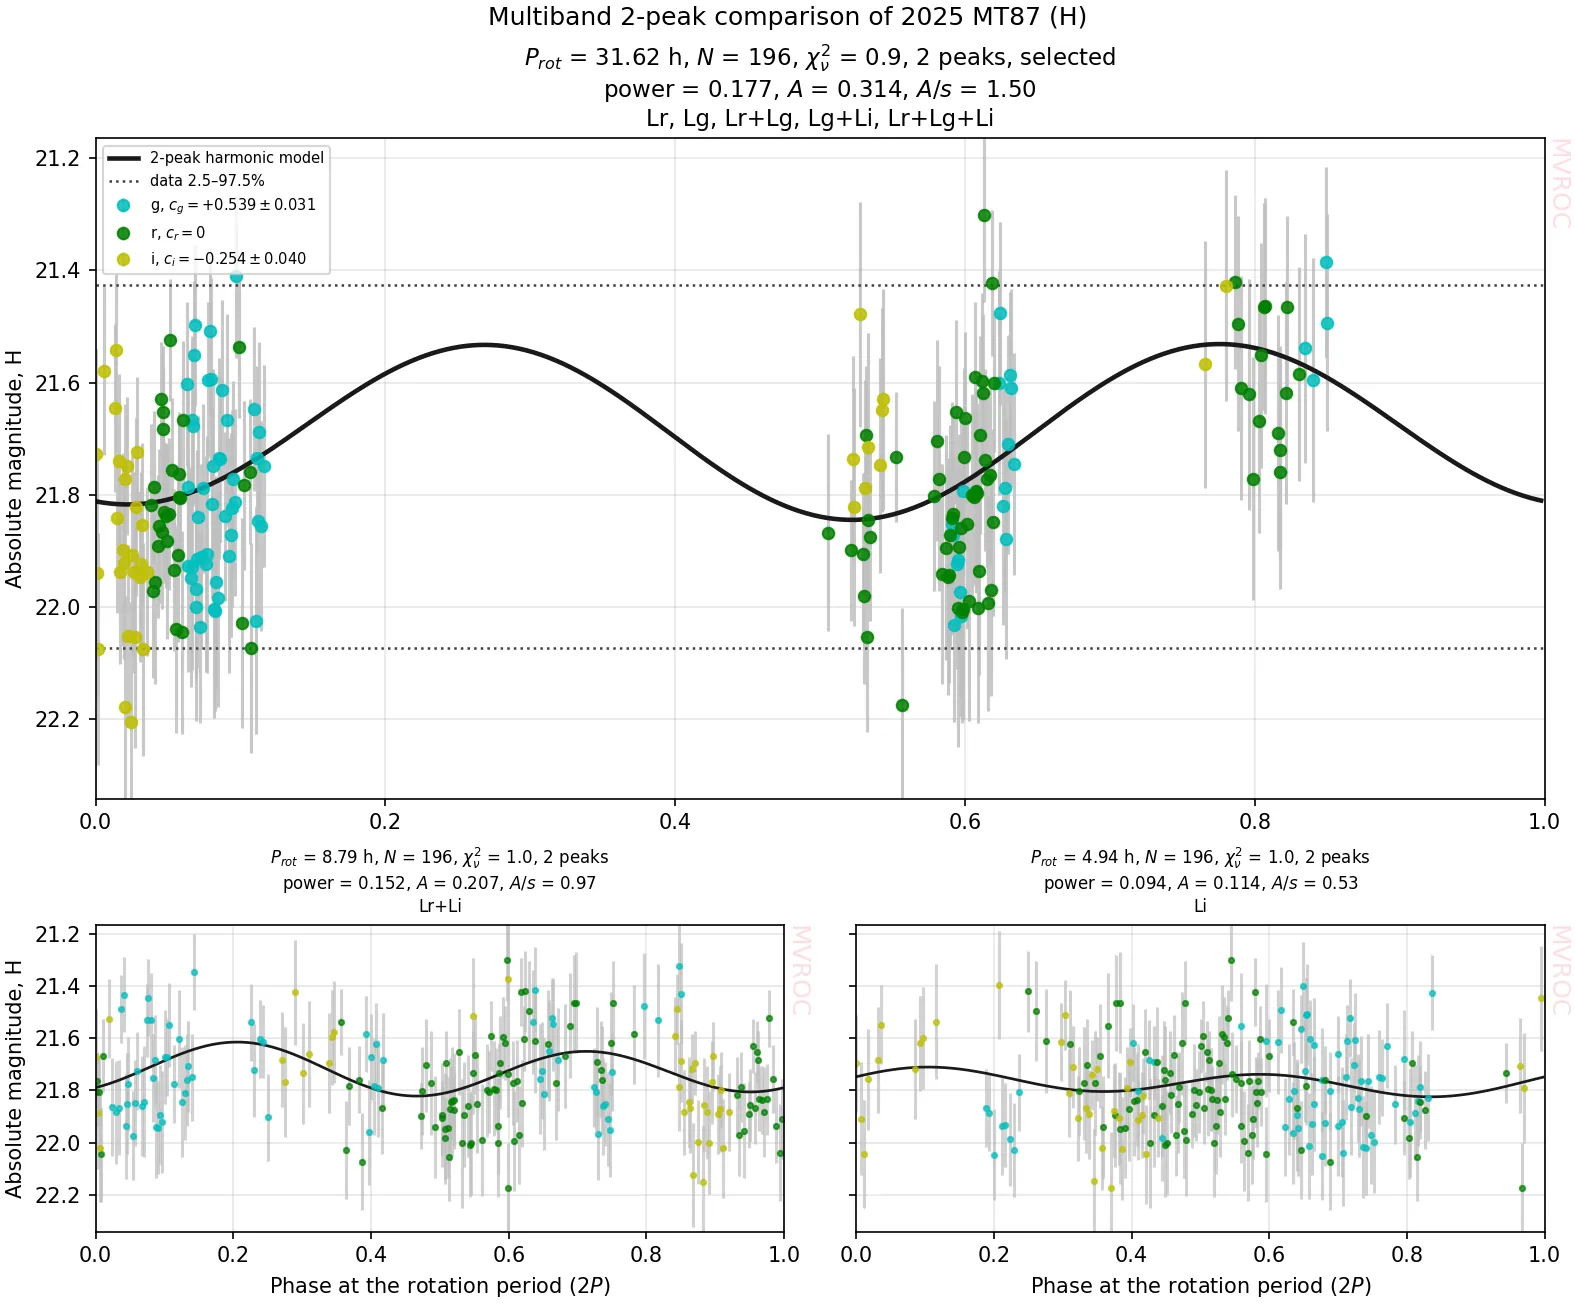 Multiband 2-peak comparison of 2025 MT87 (H)
P_rot = 31.62 h, N = 196, χ²_ν = 0.9, 2 peaks, selected
power = 0.177, A = 0.314, A/s = 1.50
Lr, Lg, Lr+Lg, Lg+Li, Lr+Lg+Li
2-peak harmonic model
data 2.5–97.5%
g, c_g = +0.539 ± 0.031
r, c_r = 0
i, c_i = −0.254 ± 0.040
MVROC
Absolute magnitude, H
21.2
21.4
21.6
21.8
22.0
22.2
0.0 0.2 0.4 0.6 0.8 1.0
P_rot = 8.79 h, N = 196, χ²_ν = 1.0, 2 peaks
power = 0.152, A = 0.207, A/s = 0.97
Lr+Li
MVROC
Absolute magnitude, H
21.2
21.4
21.6
21.8
22.0
22.2
0.0 0.2 0.4 0.6 0.8 1.0
Phase at the rotation period (2P)
P_rot = 4.94 h, N = 196, χ²_ν = 1.0, 2 peaks
power = 0.094, A = 0.114, A/s = 0.53
Li
MVROC
0.0 0.2 0.4 0.6 0.8 1.0
Phase at the rotation period (2P)